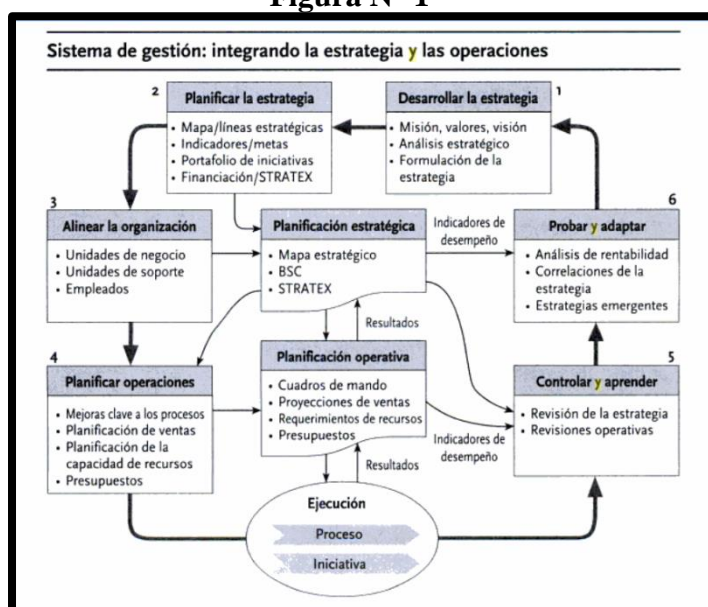 Figura N° 1
Sistema de gestión: integrando la estrategia y las operaciones
2
Planificar la estrategia
• Mapa/líneas estratégicas
• Indicadores/metas
• Portafolio de iniciativas
• Financiación/STRATEX
1
Desarrollar la estrategia
• Misión, valores, visión
• Análisis estratégico
• Formulación de la
estrategia
3
Alinear la organización
• Unidades de negocio
• Unidades de soporte
• Empleados
Planificación estratégica
• Mapa estratégico
• BSC
• STRATEX
Indicadores de
desempeño
6
Probar y adaptar
• Análisis de rentabilidad
• Correlaciones de la
estrategia
• Estrategias emergentes
Resultados
4
Planificar operaciones
• Mejoras clave a los procesos
• Planificación de ventas
• Planificación de la
capacidad de recursos
• Presupuestos
Planificación operativa
• Cuadros de mando
• Proyecciones de ventas
• Requerimientos de recursos
• Presupuestos
Indicadores de
desempeño
5
Controlar y aprender
• Revisión de la estrategia
• Revisiones operativas
Resultados
Ejecución
Proceso
Iniciativa